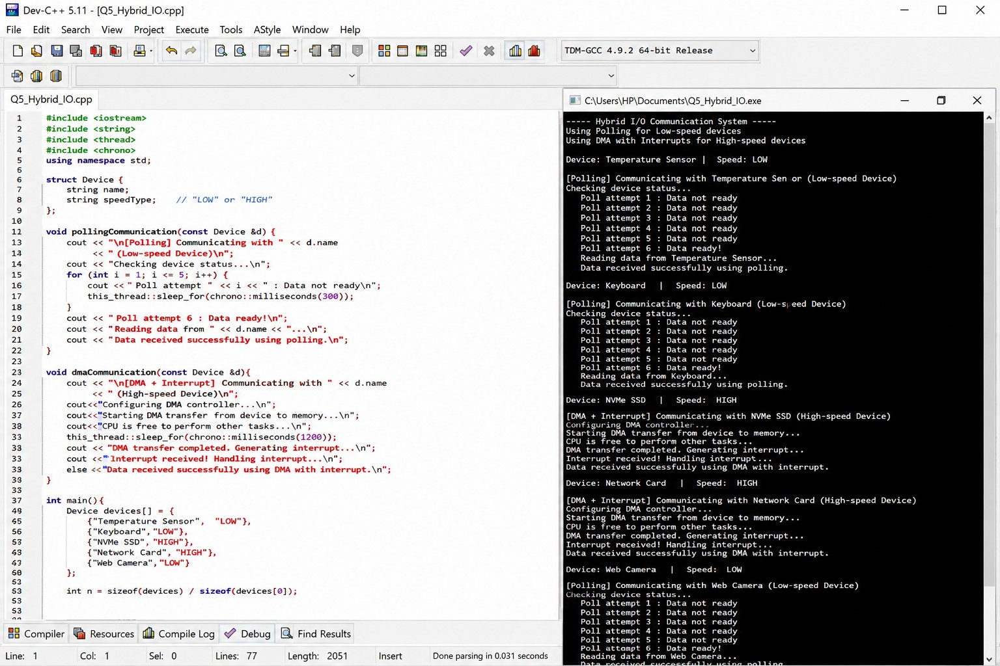 Dev-C++ 5.11 - [Q5_Hybrid_IO.cpp]
File Edit Search View Project Execute Tools AStyle Window Help
TDM-GCC 4.9.2 64-bit Release
Q5_Hybrid_IO.cpp
1 #include <iostream>
2 #include <string>
3 #include <thread>
4 #include <chrono>
5 using namespace std;
6
6 struct Device {
7 string name;
8 string speedType; // "LOW" or "HIGH"
9 };
10
12 void pollingCommunication(const Device &d) {
13 cout << "\n[Polling] Communicating with " << d.name
14 << " (Low-speed Device)\n";
14 cout << "Checking device status...\n";
15 for (int i = 1; i <= 5; i++) {
16 cout << " Poll attempt " << i << " : Data not ready\n";
17 this_thread::sleep_for(chrono::milliseconds(300));
18 }
19 cout << " Poll attempt 6 : Data ready!\n";
20 cout << "Reading data from " << d.name << "...\n";
21 cout << "Data received successfully using polling.\n";
22 }
23
23 void dmaCommunication(const Device &d){
24 cout << "\n[DMA + Interrupt] Communicating with " << d.name
25 << " (High-speed Device)\n";
26 cout<<"Configuring DMA controller...\n";
37 cout<<"Starting DMA transfer from device to memory...\n";
38 cout<<"CPU is free to perform other tasks...\n";
33 this_thread::sleep_for(chrono::milliseconds(1200));
33 cout << "DMA transfer completed. Generating interrupt...\n";
33 cout <<" Interrupt received! Handling interrupt...\n";
33 else <<"Data received successfully using DMA with interrupt.\n";
33 }
33
37 int main(){
49 Device devices[] = {
65 {"Temperature Sensor", "LOW"},
56 {"Keyboard","LOW"},
53 {"NVMe SSD", "HIGH"},
43 {"Network Card", "HIGH"},
43 {"Web Camera","LOW"}
60 };
53
53 int n = sizeof(devices) / sizeof(devices[0]);
53
53
C:\Users\HP\Documents\Q5_Hybrid_IO.exe
----- Hybrid I/O Communication System -----
Using Polling for Low-speed devices
Using DMA with Interrupts for High-speed devices
Device: Temperature Sensor | Speed: LOW
[Polling] Communicating with Temperature Sen or (Low-speed Device)
Checking device status...
Poll attempt 1 : Data not ready
Poll attempt 2 : Data not ready
Poll attempt 3 : Data not ready
Poll attempt 4 : Data not ready
Poll attempt 5 : Data not ready
Poll attempt 6 : Data ready!
Reading data from Temperature Sensor...
Data received successfully using polling.
Device: Keyboard | Speed: LOW
[Polling] Communicating with Keyboard (Low-speed Device)
Checking device status...
Poll attempt 1 : Data not ready
Poll attempt 2 : Data not ready
Poll attempt 3 : Data not ready
Poll attempt 4 : Data not ready
Poll attempt 5 : Data not ready
Poll attempt 6 : Data ready!
Reading data from Keyboard...
Data received successfully using polling.
Device: NVMe SSD | Speed: HIGH
[DMA + Interrupt] Communicating with NVMe SSD (High-speed Device)
Configuring DMA controller...
Starting DMA transfer from device to memory...
CPU is free to perform other tasks...
DMA transfer completed. Generating interrupt...
Interrupt received! Handling interrupt...
Data received successfully using DMA with interrupt.
Device: Network Card | Speed: HIGH
[DMA + Interrupt] Communicating with Network Card (High-speed Device)
Configuring DMA controller...
Starting DMA transfer from device to memory...
CPU is free to perform other tasks...
DMA transfer completed. Generating interrupt...
Interrupt received! Handling interrupt...
Data received successfully using DMA with interrupt.
Device: Web Camera | Speed: LOW
[Polling] Communicating with Web Camera (Low-speed Device)
Checking device status...
Poll attempt 1 : Data not ready
Poll attempt 2 : Data not ready
Poll attempt 3 : Data not ready
Poll attempt 4 : Data not ready
Poll attempt 5 : Data not ready
Poll attempt 6 : Data ready!
Reading data from Web Camera...
Data received successfully using polling
Compiler Resources Compile Log Debug Find Results
Line: 1 Col: 1 Sel: 0 Lines: 77 Length: 2051 Insert Done parsing in 0.031 seconds